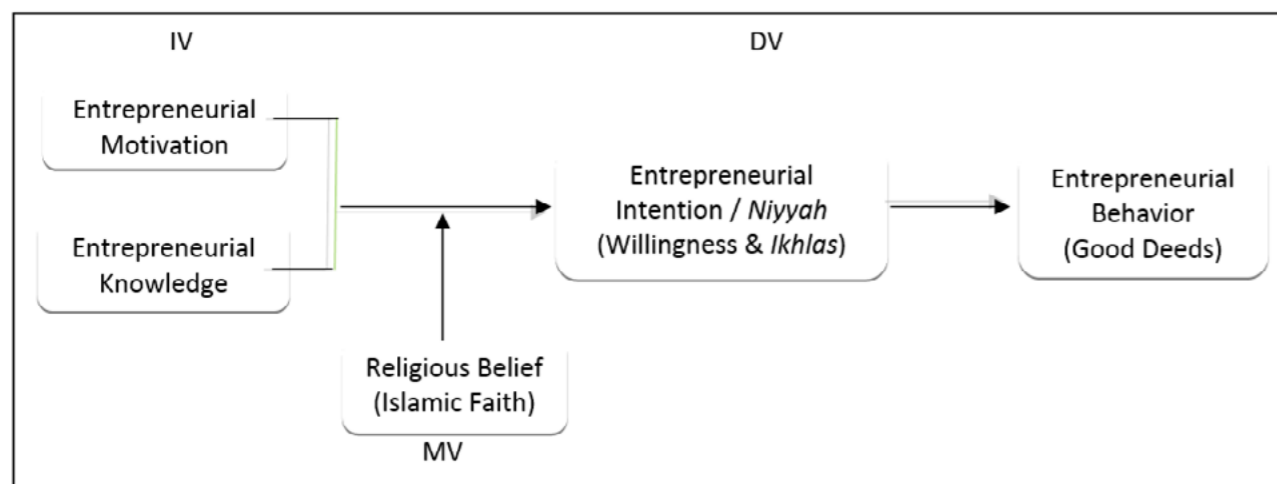 IV
DV
Entrepreneurial
Motivation
Entrepreneurial
Knowledge
Entrepreneurial
Intention / Niyyah
(Willingness & Ikhlas)
Entrepreneurial
Behavior
(Good Deeds)
Religious Belief
(Islamic Faith)
MV